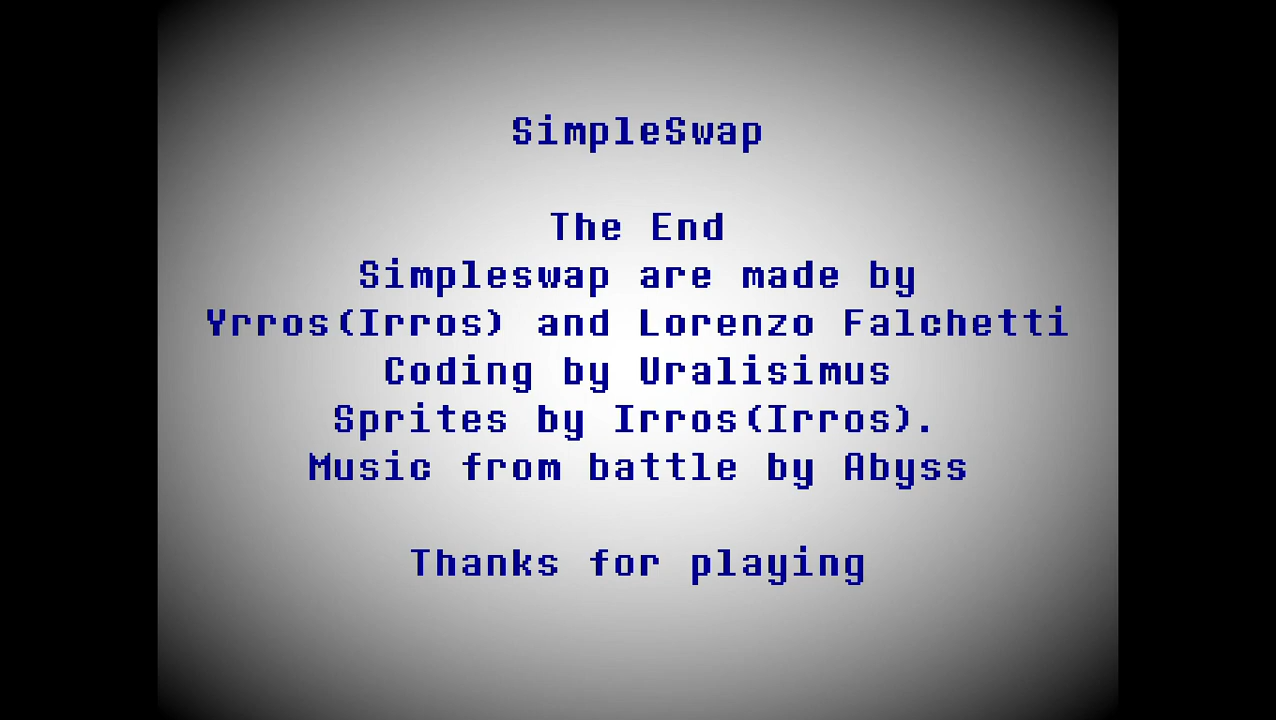 SimpleSwap
The End
Simpleswap are made by
Yrros(Irros) and Lorenzo Falchetti
Coding by Uralisimus
Sprites by Irros(Irros).
Music from battle by Abyss
Thanks for playing